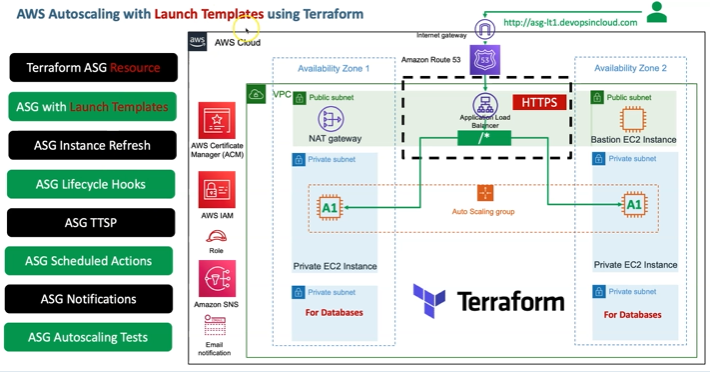 AWS Autoscaling with Launch Templates using Terraform
http://asg-lt1.devopsincloud.com
Internet gateway
aws
AWS Cloud
Amazon Route 53
53
Availability Zone 1
Availability Zone 2
Terraform ASG Resource
ASG with Launch Templates
ASG Instance Refresh
ASG Lifecycle Hooks
ASG TTSP
ASG Scheduled Actions
ASG Notifications
ASG Autoscaling Tests
AWS Certificate
Manager (ACM)
AWS IAM
Role
Amazon SNS
Email
notification
VPC
Public subnet
NAT gateway
HTTPS
Application Load
Balancer
/*
Public subnet
Bastion EC2 Instance
Private subnet
A1
Private EC2 Instance
Auto Scaling group
Private subnet
A1
Private EC2 Instance
Private subnet
For Databases
Terraform
Private subnet
For Databases